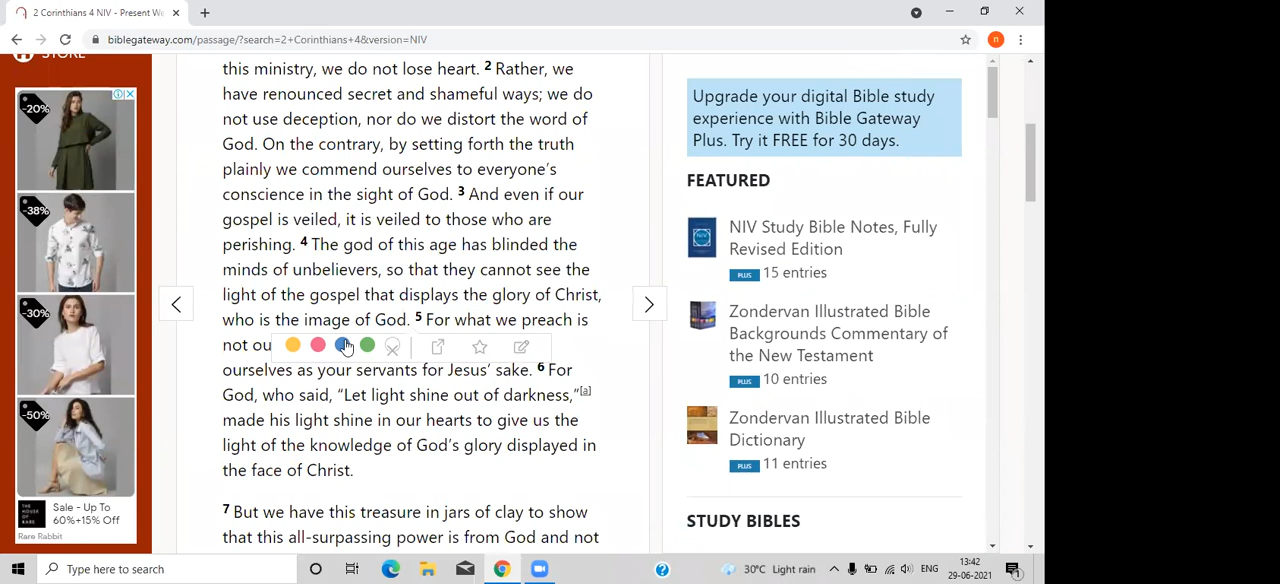 2 Corinthians 4 NIV - Present We
biblegateway.com/passage/?search=2+Corinthians+4&version=NIV
n
STORE
-20%
-38%
-30%
-50%
THE HOUSE OF RARE
Sale - Up To
60%+15% Off
Rare Rabbit
this ministry, we do not lose heart. 2 Rather, we
have renounced secret and shameful ways; we do
not use deception, nor do we distort the word of
God. On the contrary, by setting forth the truth
plainly we commend ourselves to everyone's
conscience in the sight of God. 3 And even if our
gospel is veiled, it is veiled to those who are
perishing. 4 The god of this age has blinded the
minds of unbelievers, so that they cannot see the
light of the gospel that displays the glory of Christ,
who is the image of God. 5 For what we preach is
not ou
ourselves as your servants for Jesus' sake. 6 For
God, who said, “Let light shine out of darkness,”[a]
made his light shine in our hearts to give us the
light of the knowledge of God's glory displayed in
the face of Christ.
7 But we have this treasure in jars of clay to show
that this all-surpassing power is from God and not
Upgrade your digital Bible study
experience with Bible Gateway
Plus. Try it FREE for 30 days.
FEATURED
NIV Study Bible Notes, Fully
Revised Edition
PLUS 15 entries
Zondervan Illustrated Bible
Backgrounds Commentary of
the New Testament
PLUS 10 entries
Zondervan Illustrated Bible
Dictionary
PLUS 11 entries
STUDY BIBLES
Type here to search
30°C Light rain
ENG
13:42
29-06-2021